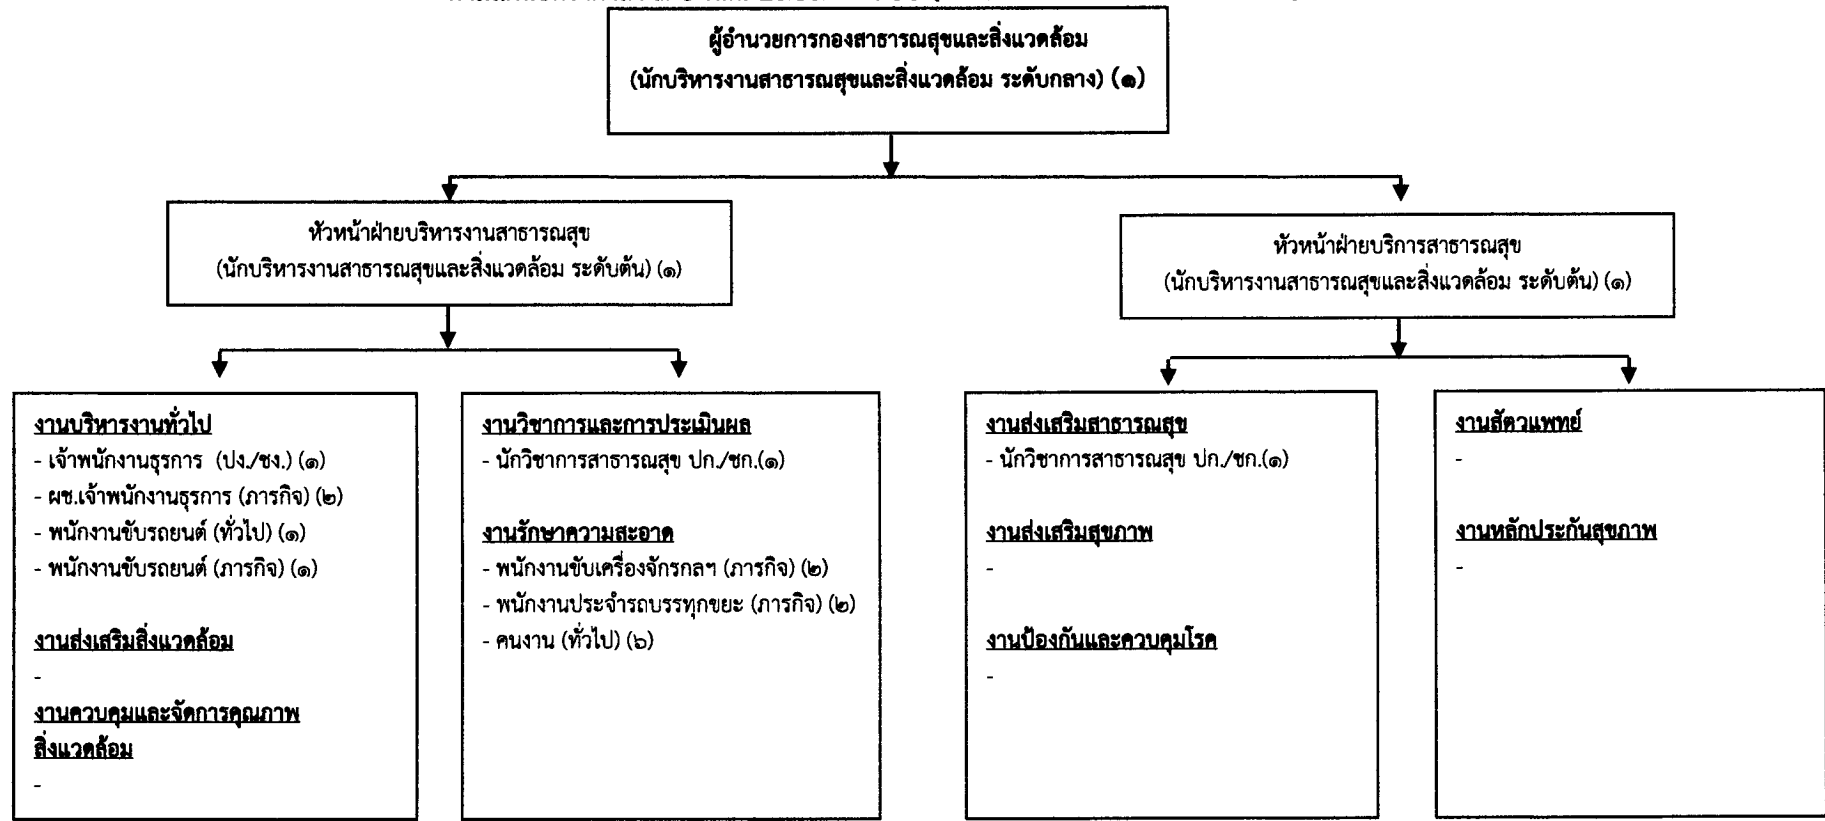 ผู้อำนวยการกองสาธารณสุขและสิ่งแวดล้อม
(นักบริหารงานสาธารณสุขและสิ่งแวดล้อม ระดับกลาง) (๑)
หัวหน้าฝ่ายบริหารงานสาธารณสุข
(นักบริหารงานสาธารณสุขและสิ่งแวดล้อม ระดับต้น) (๑)
หัวหน้าฝ่ายบริการสาธารณสุข
(นักบริหารงานสาธารณสุขและสิ่งแวดล้อม ระดับต้น) (๑)
งานบริหารงานทั่วไป
- เจ้าพนักงานธุรการ (ปง./ชง.) (๑)
- ผช.เจ้าพนักงานธุรการ (ภารกิจ) (๒)
- พนักงานขับรถยนต์ (ทั่วไป) (๑)
- พนักงานขับรถยนต์ (ภารกิจ) (๑)
งานส่งเสริมสิ่งแวดล้อม
-
งานควบคุมและจัดการคุณภาพ
สิ่งแวดล้อม
-
งานวิชาการและการประเมินผล
- นักวิชาการสาธารณสุข ปก./ชก.(๑)
งานรักษาความสะอาด
- พนักงานขับเครื่องจักรกลฯ (ภารกิจ) (๒)
- พนักงานประจำรถบรรทุกขยะ (ภารกิจ) (๒)
- คนงาน (ทั่วไป) (๖)
งานส่งเสริมสาธารณสุข
- นักวิชาการสาธารณสุข ปก./ชก.(๑)
งานส่งเสริมสุขภาพ
-
งานป้องกันและควบคุมโรค
-
งานสัตวแพทย์
-
งานหลักประกันสุขภาพ
-